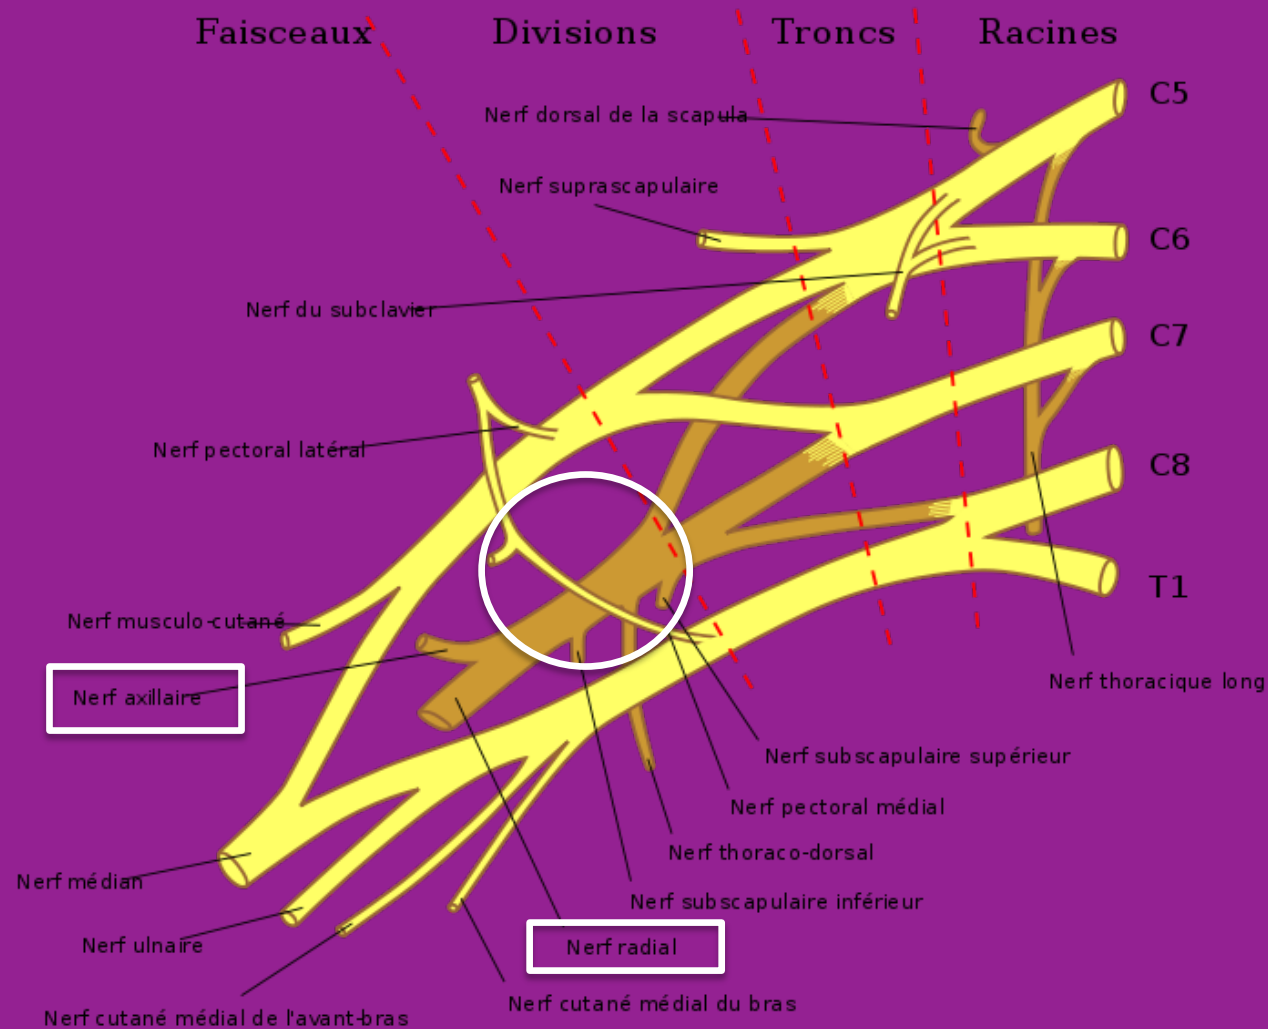 Faisceaux Divisions Troncs Racines
C5
Nerf dorsal de la scapula
Nerf suprascapulaire
C6
Nerf du subclavier
C7
Nerf pectoral latéral
C8
T1
Nerf musculo-cutané
Nerf axillaire
Nerf thoracique long
Nerf subscapulaire supérieur
Nerf pectoral médial
Nerf thoraco-dorsal
Nerf médian
Nerf subscapulaire inférieur
Nerf ulnaire
Nerf radial
Nerf cutané médial du bras
Nerf cutané médial de l'avant-bras